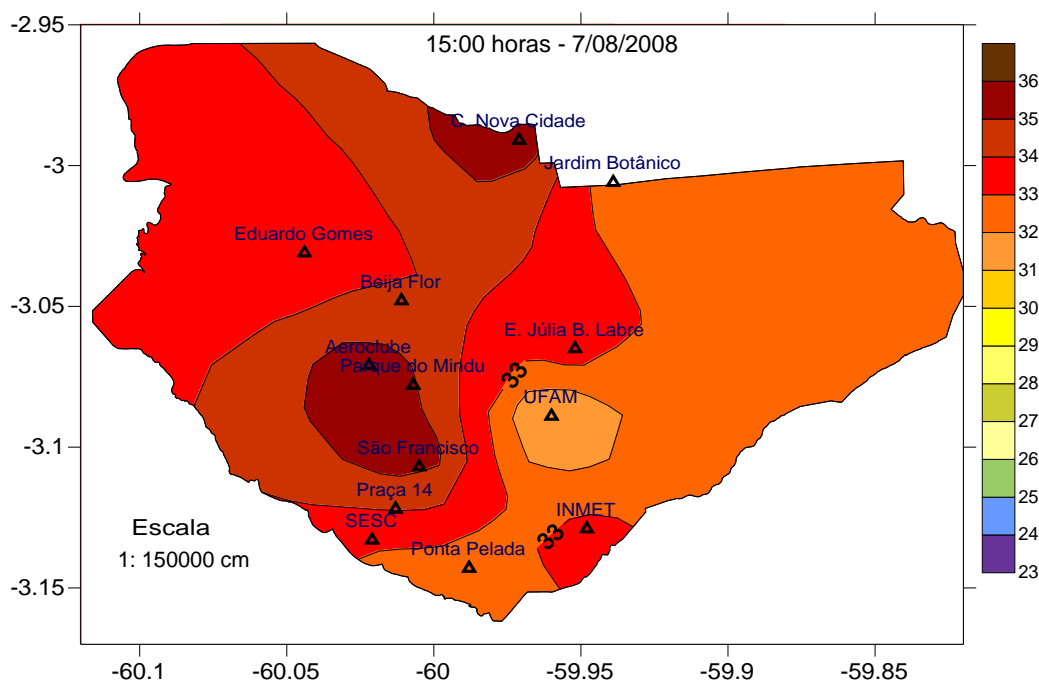 15:00 horas - 7/08/2008
-2.95
-3
-3.05
-3.1
-3.15
-60.1
-60.05
-60
-59.95
-59.9
-59.85
C. Nova Cidade
Jardim Botânico
Eduardo Gomes
Beija Flor
E. Júlia B. Labre
Aeroclube
Parque do Mindu
33
UFAM
São Francisco
Praça 14
SESC
INMET
33
Ponta Pelada
Escala
1: 150000 cm
36
35
34
33
32
31
30
29
28
27
26
25
24
23